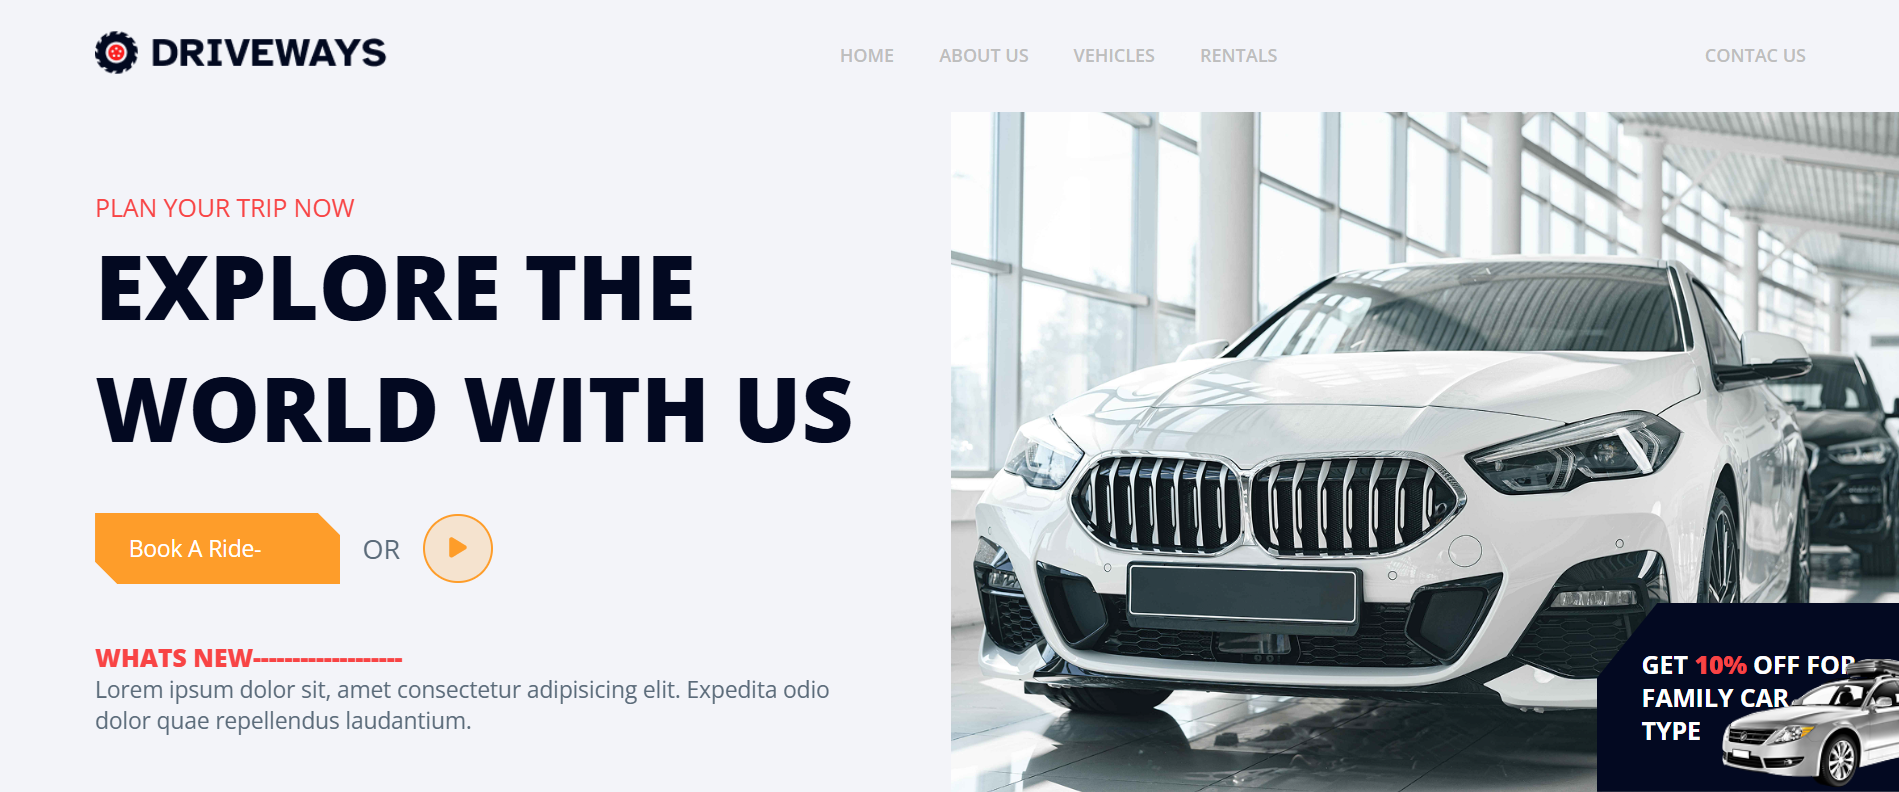 DRIVEWAYS
HOME ABOUT US VEHICLES RENTALS CONTAC US
PLAN YOUR TRIP NOW
EXPLORE THE
WORLD WITH US
Book A Ride-
OR
WHATS NEW-------------------
Lorem ipsum dolor sit, amet consectetur adipisicing elit. Expedita odio
dolor quae repellendus laudantium.
GET 10% OFF FOR
FAMILY CAR
TYPE